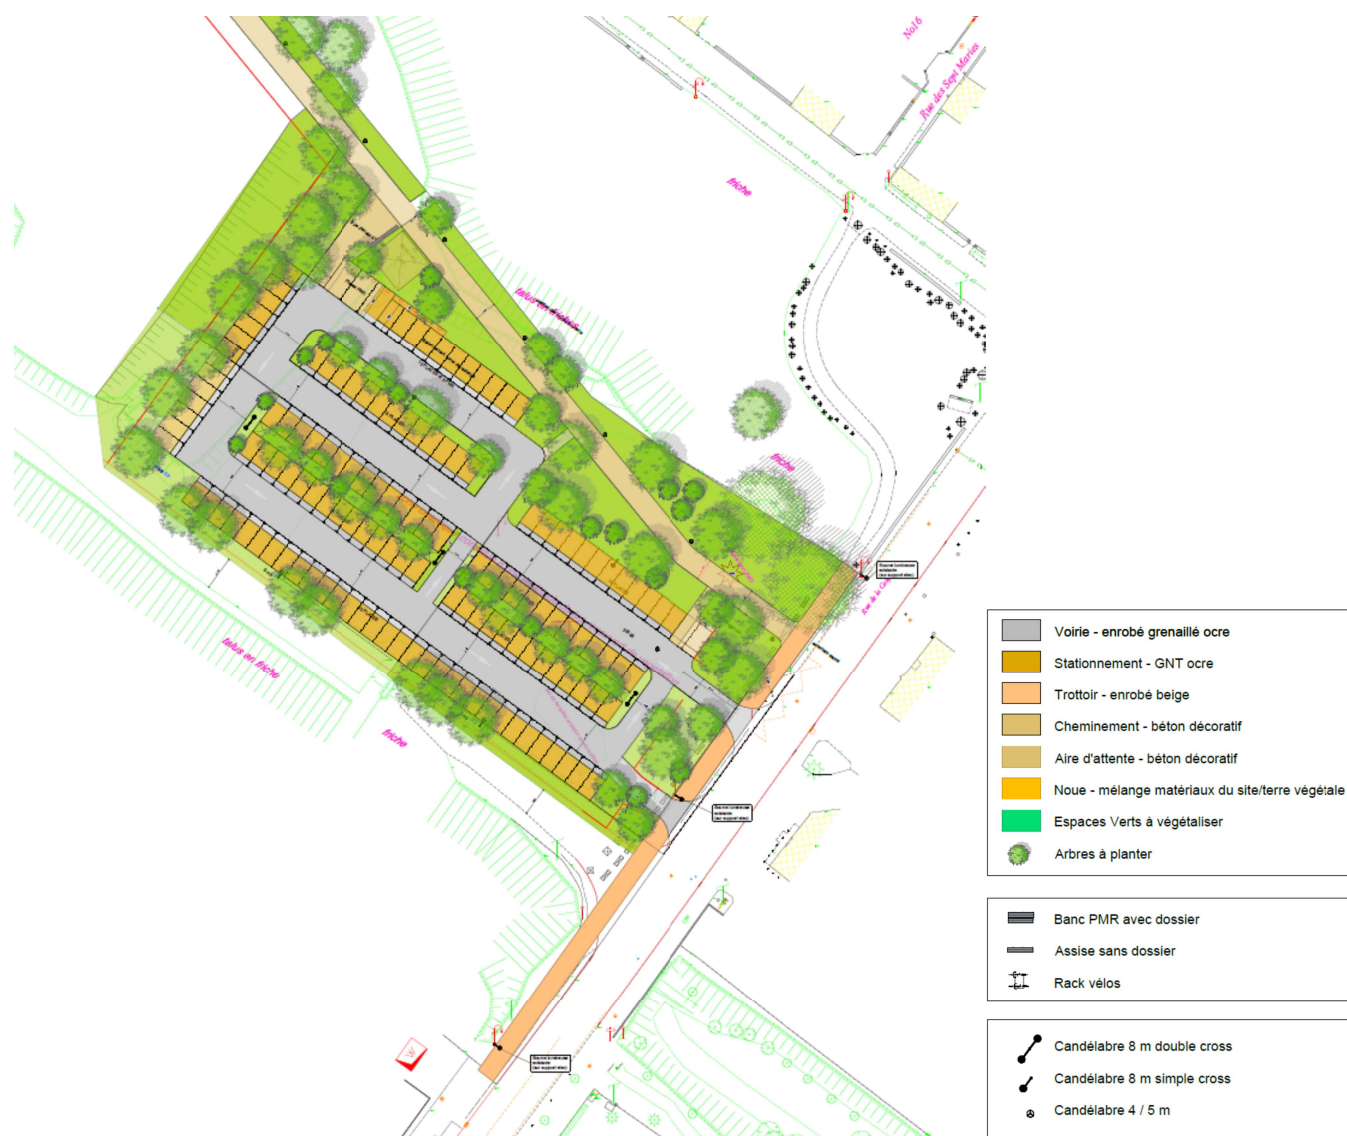 No16
Rue des Sept Maries
friche
talus en friches
friche
talus en friche
friche
Voirie - enrobé grenaillé ocre
Stationnement - GNT ocre
Trottoir - enrobé beige
Cheminement - béton décoratif
Aire d'attente - béton décoratif
Noue - mélange matériaux du site/terre végétale
Espaces Verts à végétaliser
Arbres à planter
Banc PMR avec dossier
Assise sans dossier
Rack vélos
Candélabre 8 m double cross
Candélabre 8 m simple cross
Candélabre 4 / 5 m